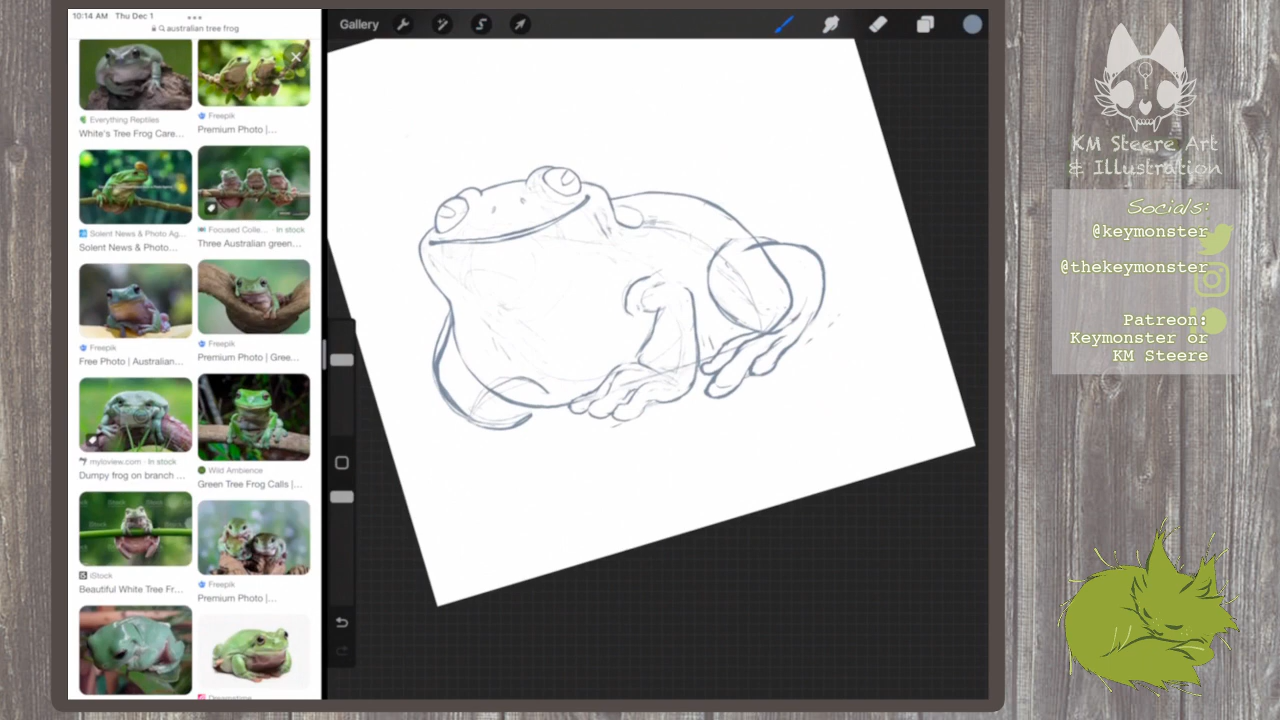 10:14 AM Thu Dec 1
australian tree frog
Gallery
Everything Reptiles
White's Tree Frog Care...
Freepik
Premium Photo |...
Solent News & Photo Ag...
Solent News & Photo...
Focused Colle... In stock
Three Australian green...
Freepik
Free Photo | Australian...
Freepik
Premium Photo | Gree...
myloview.com · In stock
Dumpy frog on branch ...
Wild Ambience
Green Tree Frog Calls |...
iStock
Beautiful White Tree Fr...
Freepik
Premium Photo |...
KM Steere Art
& Illustration
Socials:
@keymonster
@thekeymonster
Patreon:
Keymonster or
KM Steere